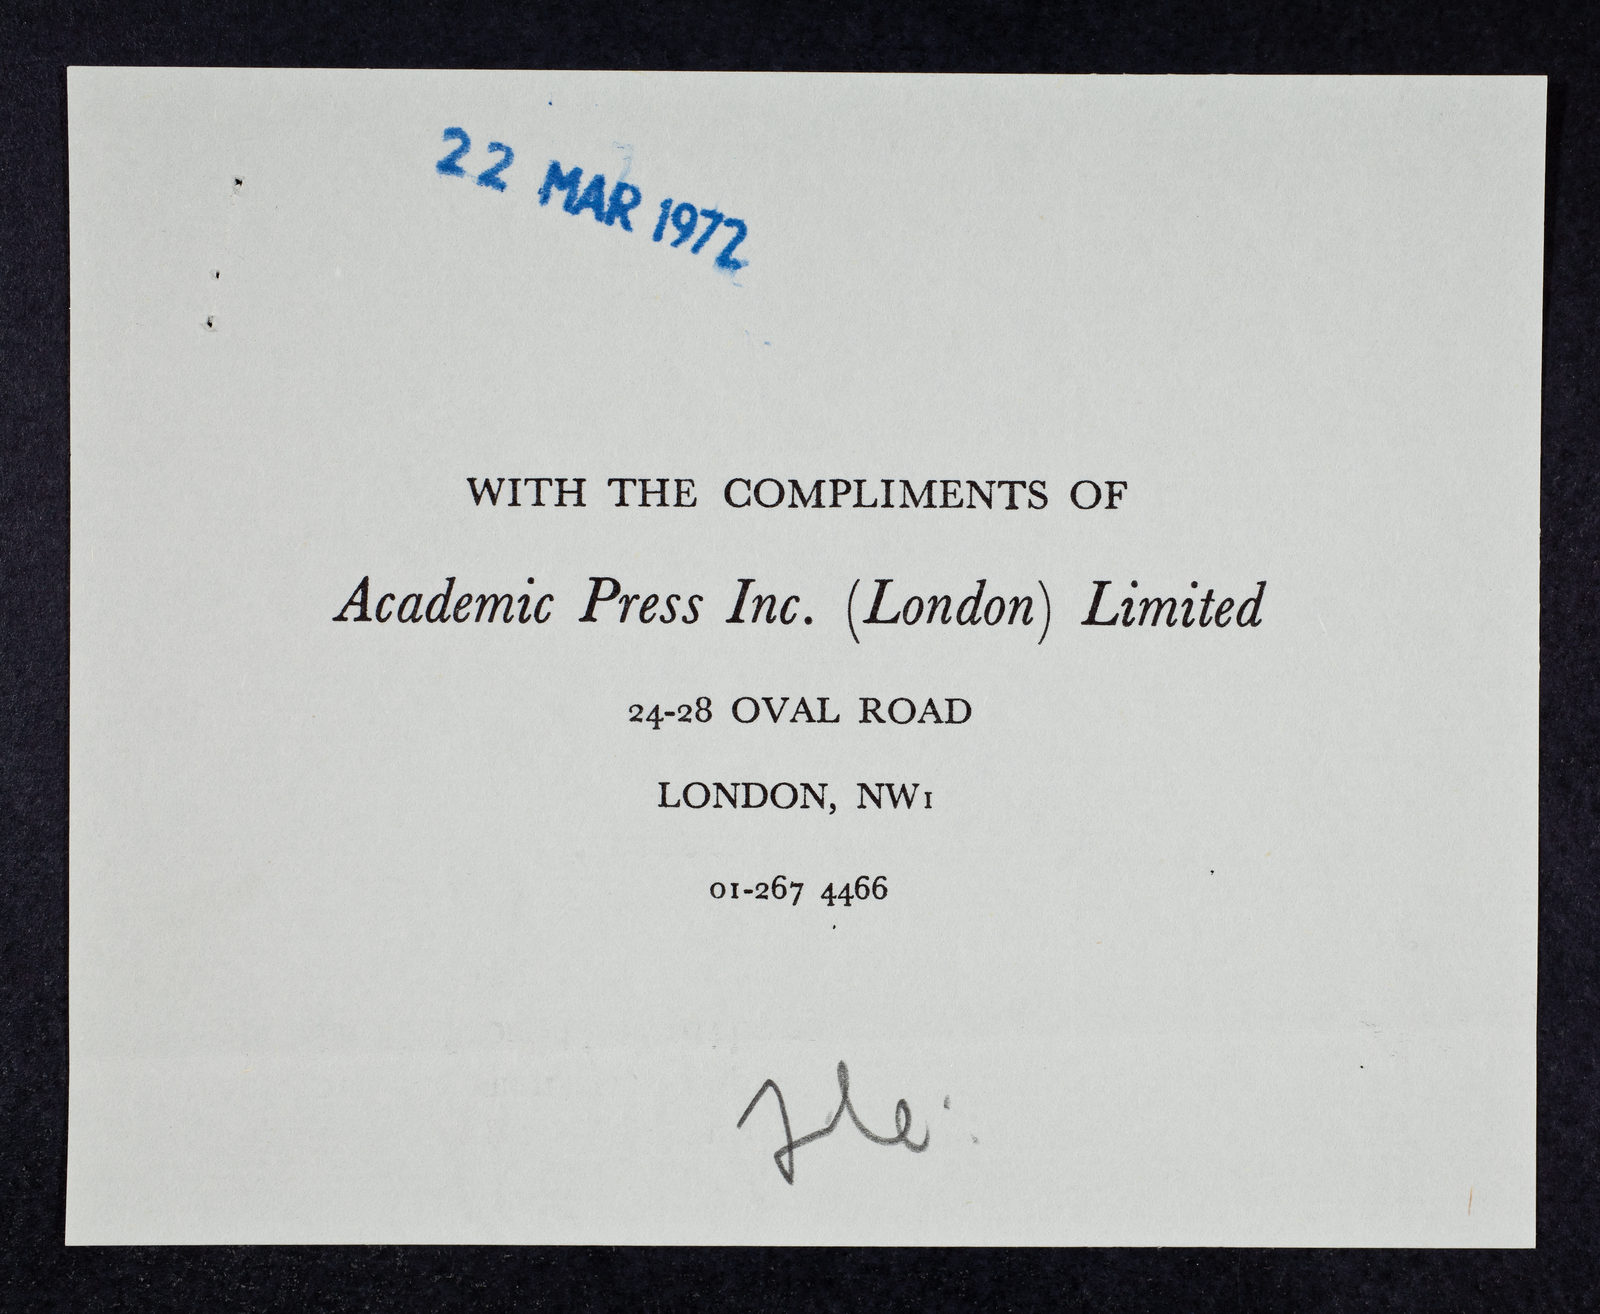 22 MAR 1972
WITH THE COMPLIMENTS OF
Academic Press Inc. (London) Limited
24-28 OVAL ROAD
LONDON, NW1
01-267 4466